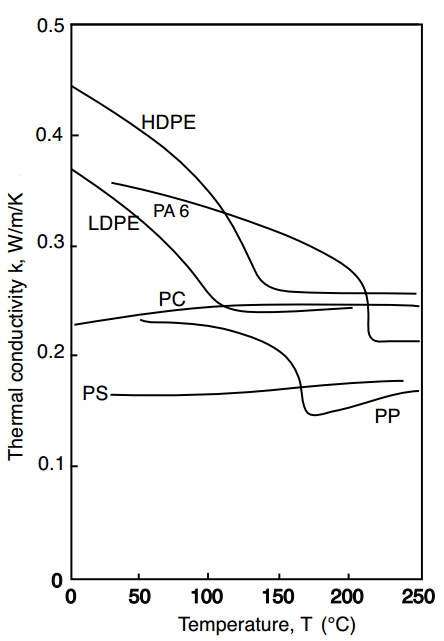 0.5
0.4
0.3
0.2
0.1
0
Thermal conductivity k, W/m/K
HDPE
PA 6
LDPE
PC
PS
PP
0 50 100 150 200 250
Temperature, T (°C)